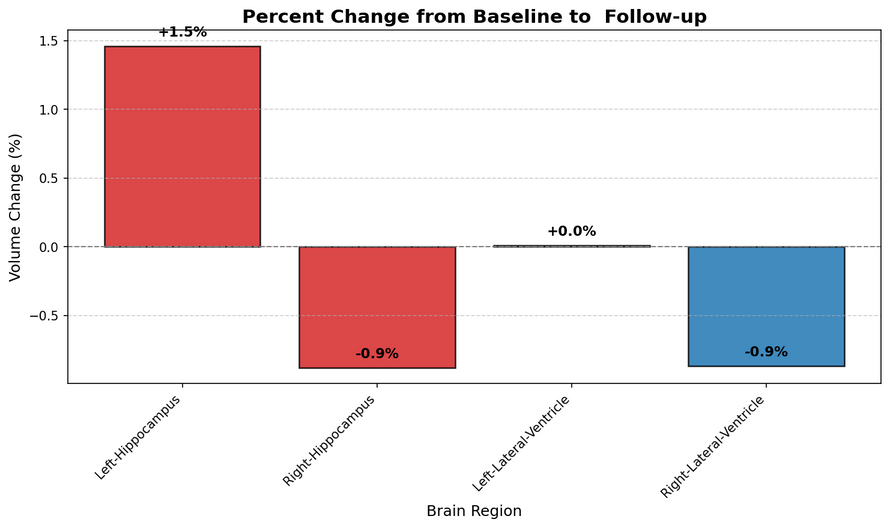 Percent Change from Baseline to  Follow-up
+1.5%
1.5
1.0
0.5
+0.0%
0.0
−0.5
-0.9%
-0.9%
Volume Change (%)
Left-Hippocampus
Right-Hippocampus
Left-Lateral-Ventricle
Right-Lateral-Ventricle
Brain Region